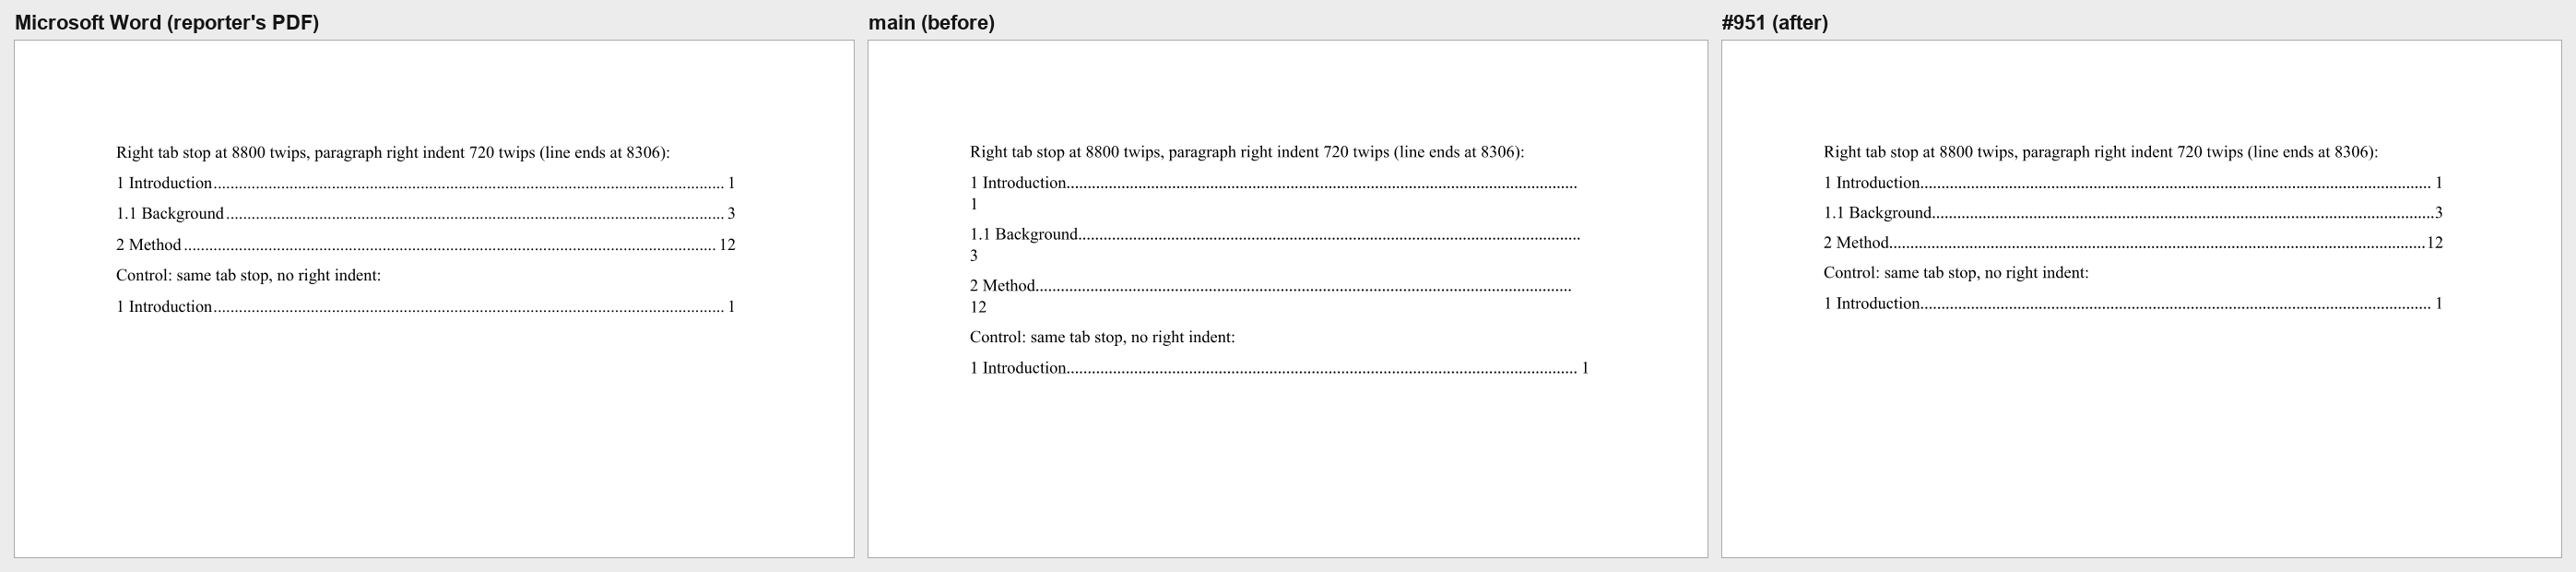 Microsoft Word (reporter's PDF)
Right tab stop at 8800 twips, paragraph right indent 720 twips (line ends at 8306):
1 Introduction........................................................................................................................ 1
1.1 Background..................................................................................................................... 3
2 Method............................................................................................................................. 12
Control: same tab stop, no right indent:
1 Introduction........................................................................................................................ 1
main (before)
Right tab stop at 8800 twips, paragraph right indent 720 twips (line ends at 8306):
1 Introduction........................................................................................................................
1
1.1 Background......................................................................................................................
3
2 Method..............................................................................................................................
12
Control: same tab stop, no right indent:
1 Introduction........................................................................................................................ 1
#951 (after)
Right tab stop at 8800 twips, paragraph right indent 720 twips (line ends at 8306):
1 Introduction........................................................................................................................ 1
1.1 Background......................................................................................................................3
2 Method..............................................................................................................................12
Control: same tab stop, no right indent:
1 Introduction........................................................................................................................ 1